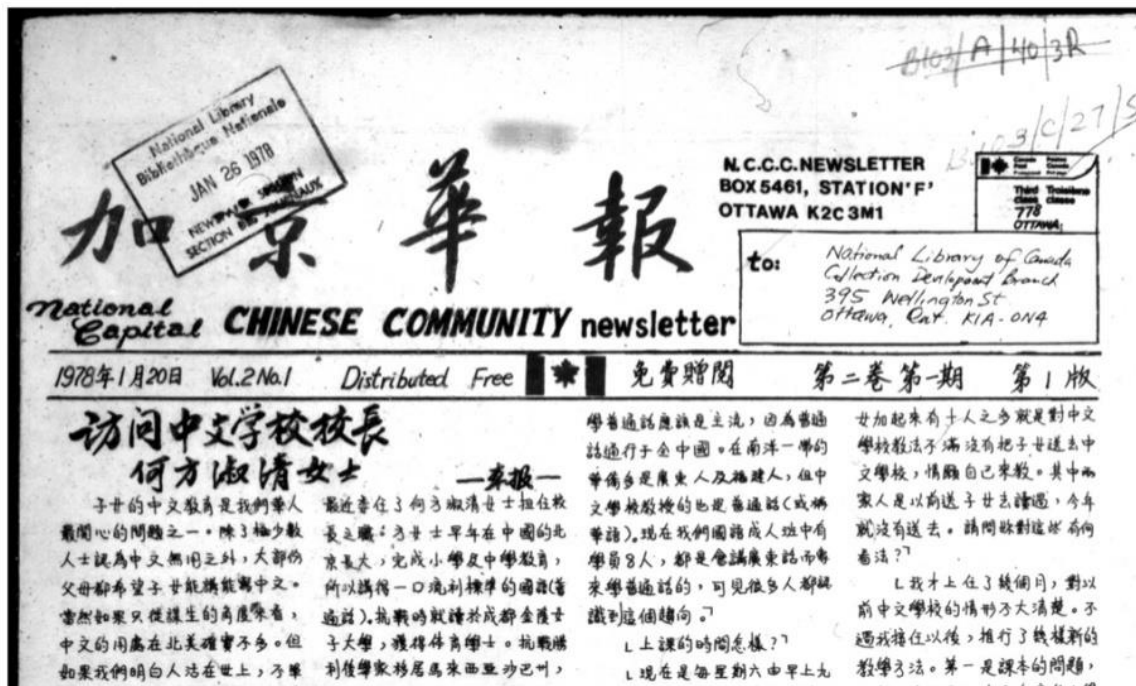 B103/A/40/3R
National Library
Bibliothèque Nationale
JAN 26 1978
NEWSPAPER SECTION
SECTION DES JOURNAUX
加京華報
N.C.C.C. NEWSLETTER
BOX 5461, STATION 'F'
OTTAWA K2C 3M1
Third Troisième
class classe
778
OTTAWA
to:
National Library of Canada
Collection Development Branch
395 Wellington St
Ottawa, Ont. K1A-0N4
National Capital CHINESE COMMUNITY newsletter
1978年1月20日 Vol.2 No.1 Distributed Free 免費贈閱 第二卷第一期 第1版
访问中文学校校長
何方淑清女士 —来报—
子女的中文教育是我們華人
最關心的問題之一。除了極少數
人士認為中文無用之外,大部份
父母都希望子女能講能寫中文。
當然如果只從謀生的角度來看,
中文的用處在北美確實不多。但
如果我們明白人活在世上,不單
最近委任了何方淑清女士担任校
長之職。方女士早年在中國的北
京長大,完成小學及中學教育,
所以講得一口流利標準的國語(普
通話)。抗戰時就讀於成都金陵女
子大學,獲得体育學士。抗戰勝
利後舉家移居馬來西亚沙巴州,
學普通話應該是主流,因為普通
話通行于全中國。在南洋一帶的
華僑多是廣東人及福建人,但中
文學校教授的也是普通話(或稱
華語)。现在我們國語成人班中有
學員8人,都是會講廣東話而專
來學普通話的,可見很多人都認
識到這個趨向。」
「上課的時間怎樣?」
「现在是每星期六由早上九
女加起來有十人之多就是對中文
學校教法不滿沒有把子女送去中
文學校,情願自己來教。其中兩
家人是以前送子女去讀過,今年
就沒有送去。請問你對這些有何
看法?」
「我才上任了幾個月,對以
前中文學校的情形不大清楚。不
過我接任以後,推行了幾樣新的
教學方法。第一是課本的問題,